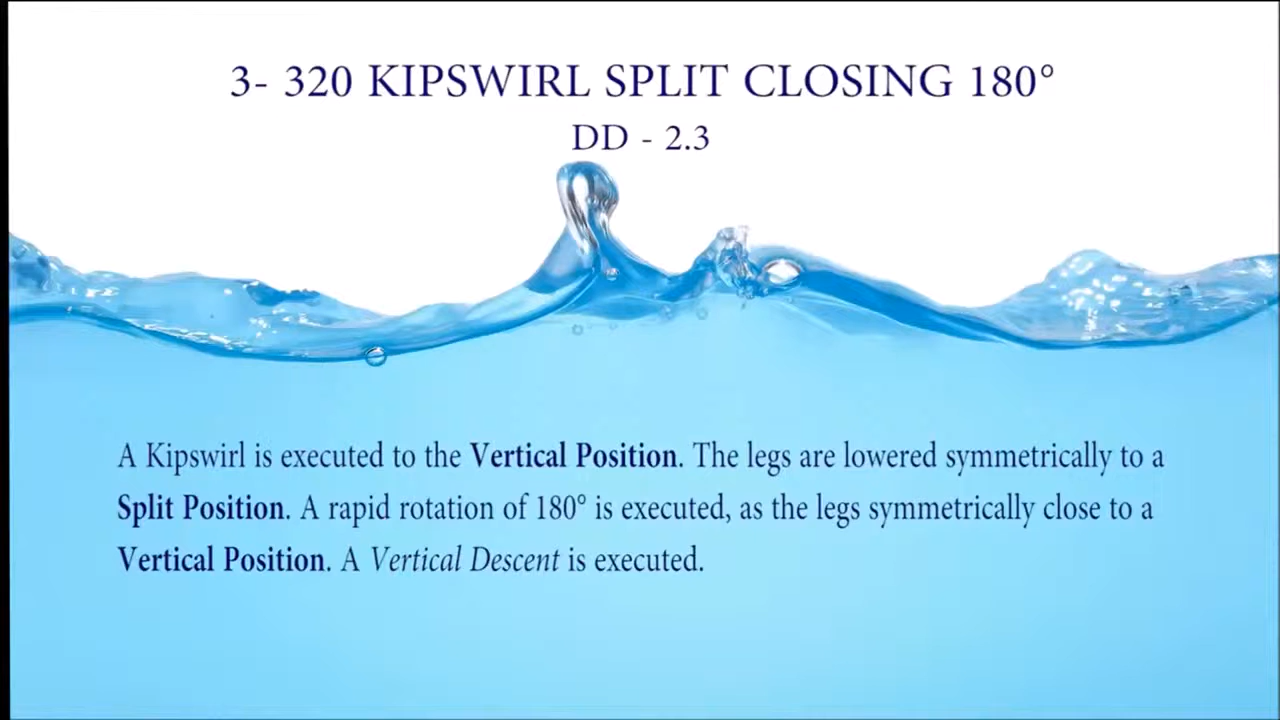 3- 320 KIPSWIRL SPLIT CLOSING 180°
DD - 2.3
A Kipswirl is executed to the Vertical Position. The legs are lowered symmetrically to a
Split Position. A rapid rotation of 180° is executed, as the legs symmetrically close to a
Vertical Position. A Vertical Descent is executed.